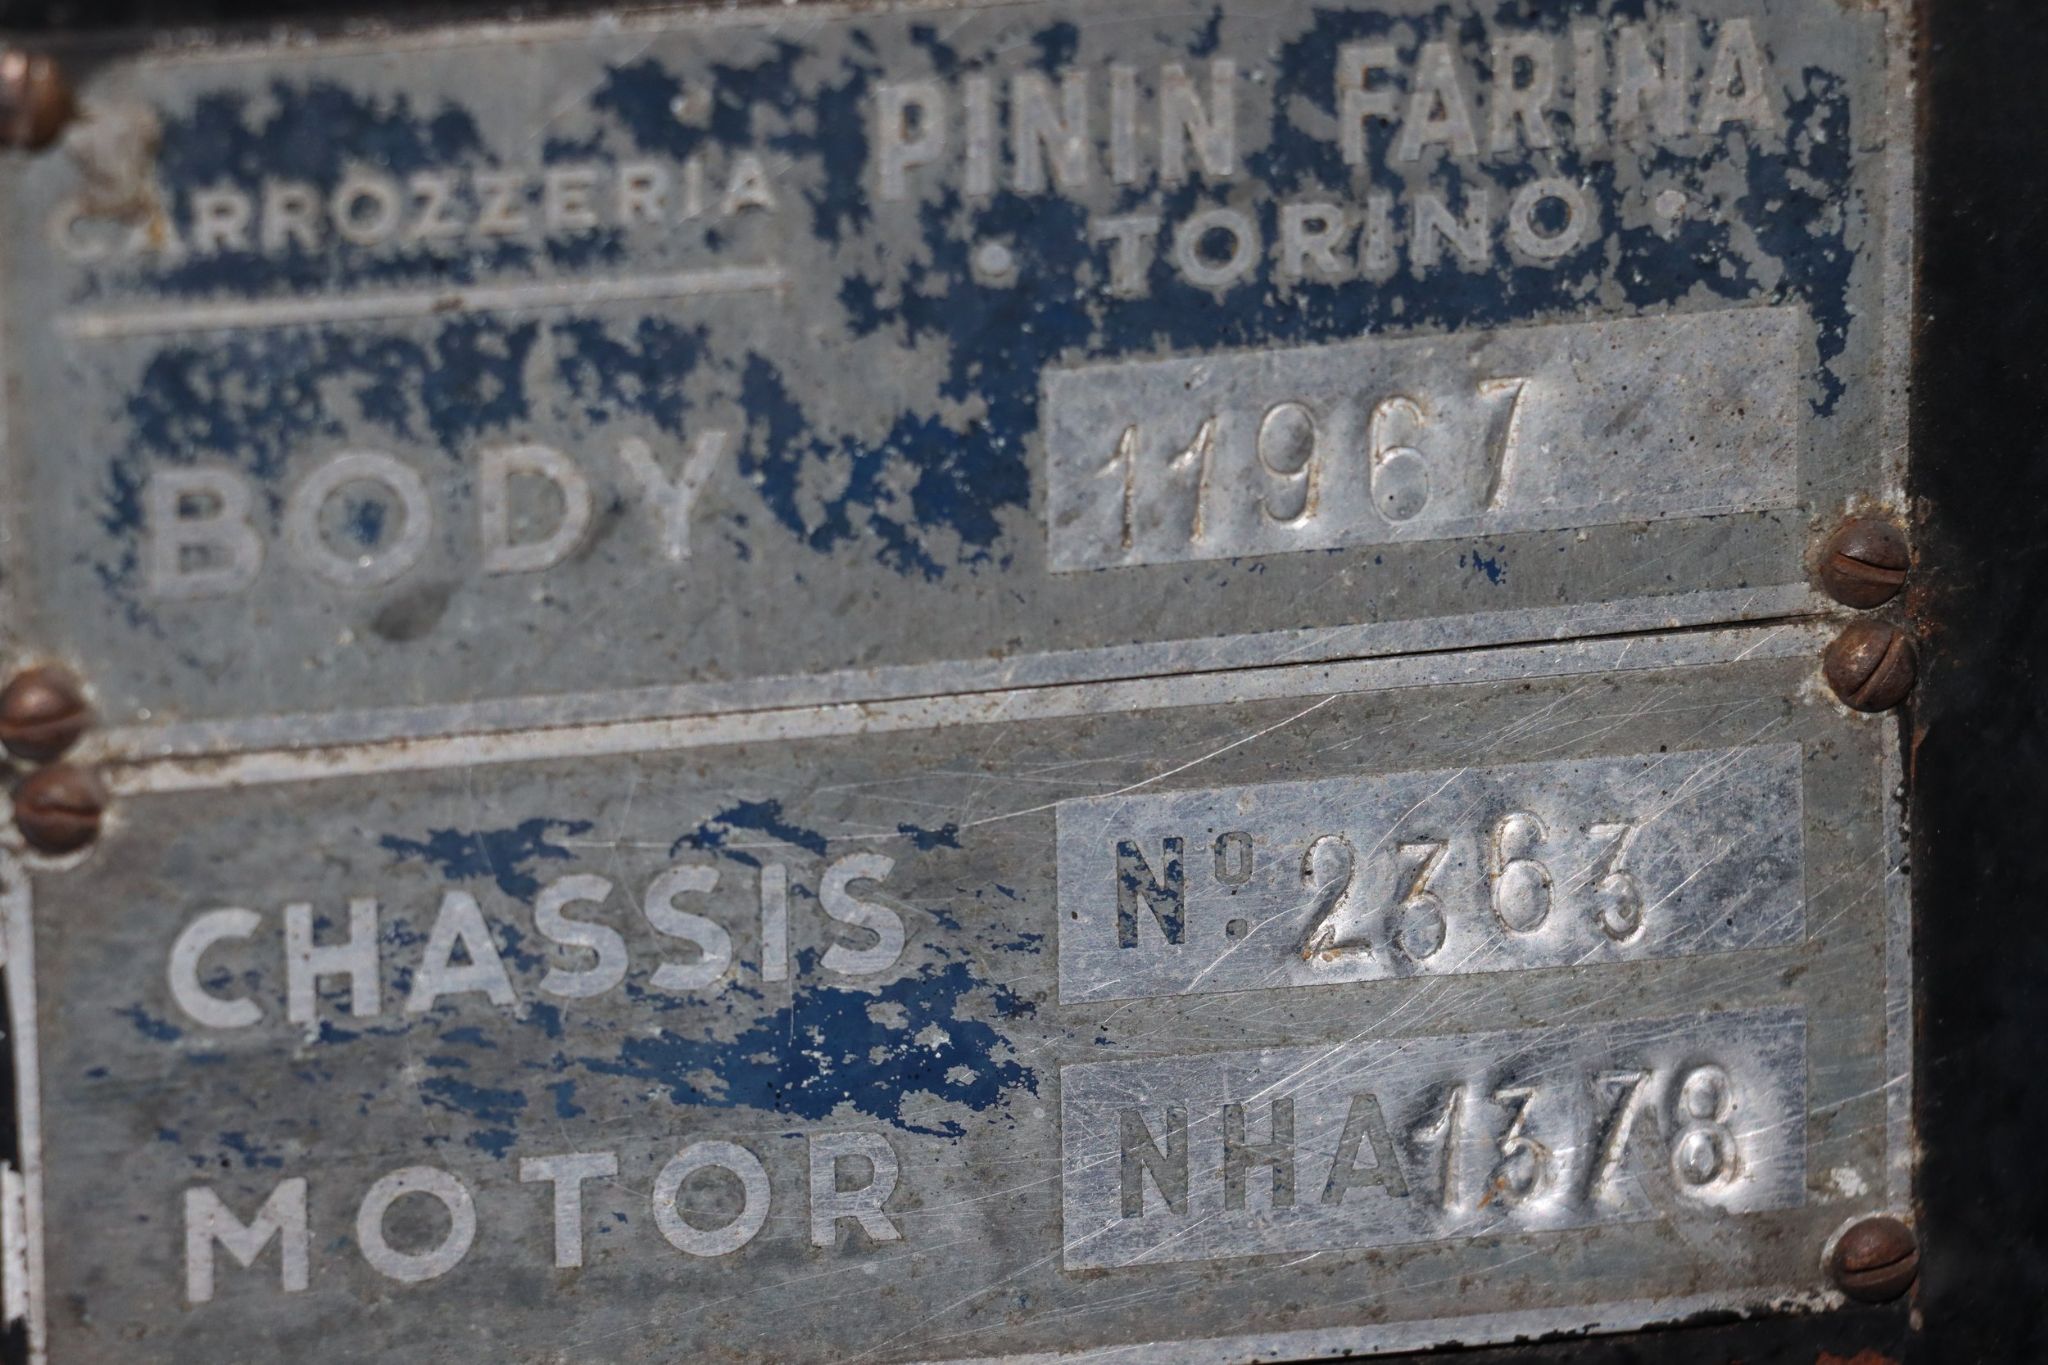 CARROZZERIA PININ FARINA
• TORINO •
BODY 11967
CHASSIS Nº. 2363
MOTOR NHA1378